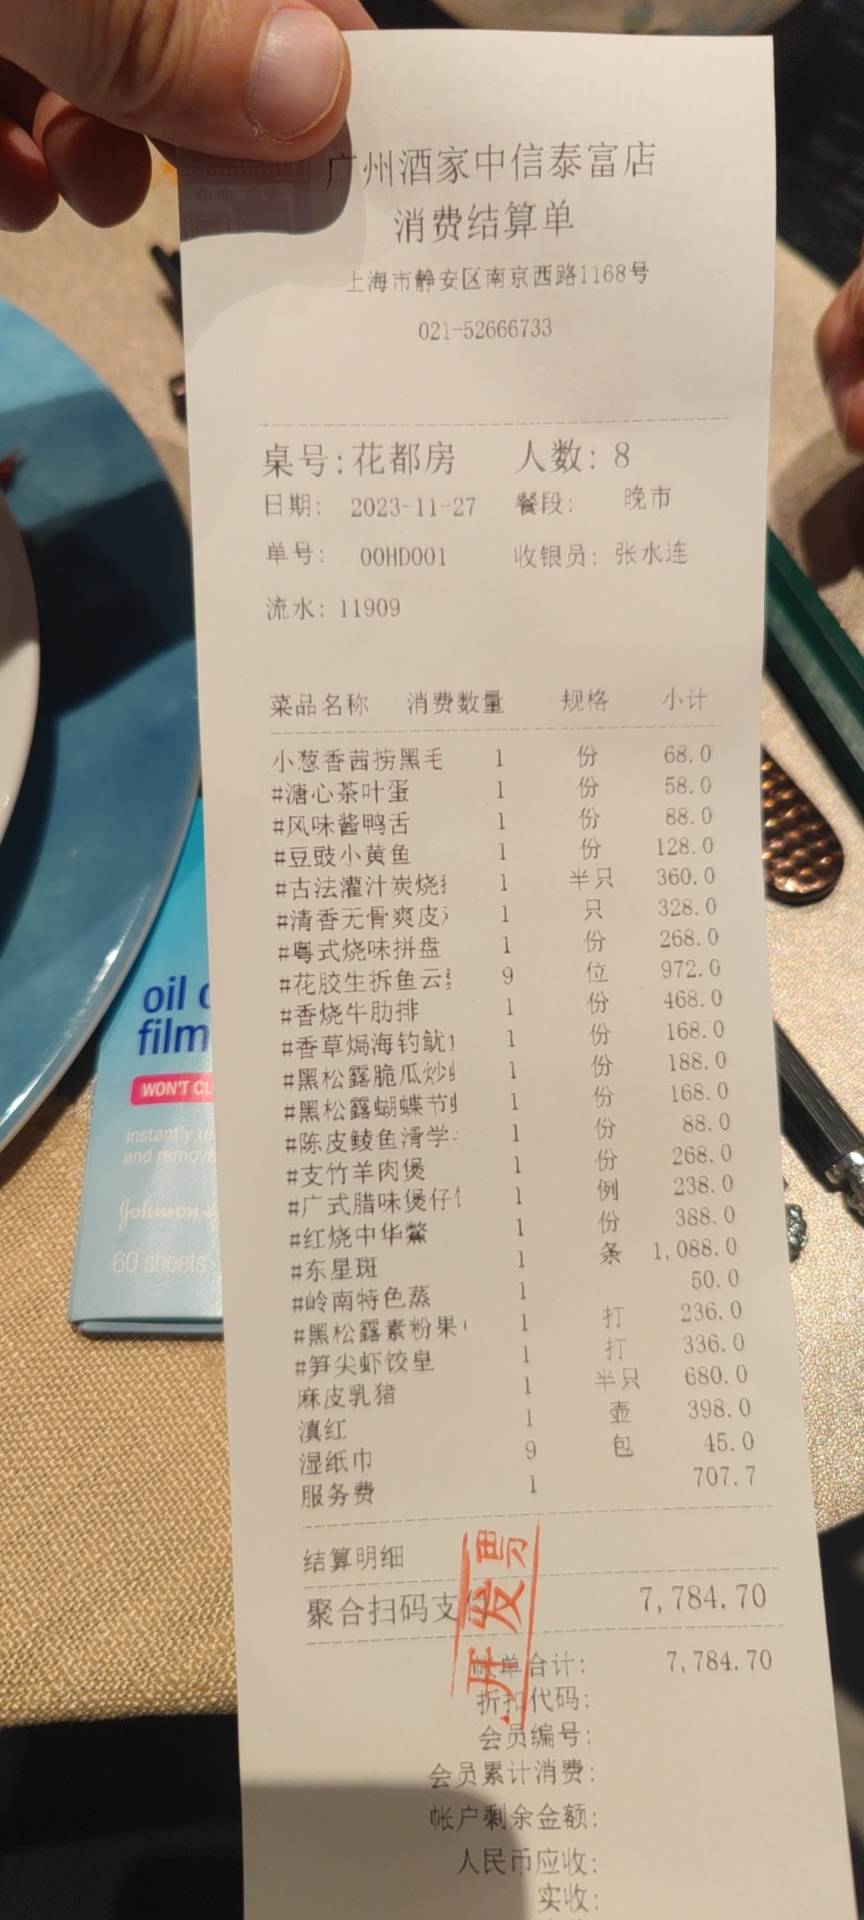 广州酒家中信泰富店
消费结算单
上海市静安区南京西路1168号
021-52666733
桌号:花都房 人数: 8
日期: 2023-11-27 餐段: 晚市
单号: 00HD001 收银员: 张水连
流水: 11909
菜品名称 消费数量 规格 小计
小葱香茜捞黑毛 1 份 68.0
#溏心茶叶蛋 1 份 58.0
#风味酱鸭舌 1 份 88.0
#豆豉小黄鱼 1 份 128.0
#古法灌汁炭烧 1 半只 360.0
#清香无骨爽皮 1 只 328.0
#粤式烧味拼盘 1 份 268.0
#花胶生拆鱼云 9 位 972.0
#香烧牛肋排 1 份 468.0
#香草焗海钓鱿 1 份 168.0
#黑松露脆瓜炒 1 份 188.0
#黑松露蝴蝶节 1 份 168.0
#陈皮鲮鱼滑学 1 份 88.0
#支竹羊肉煲 1 份 268.0
#广式腊味煲仔 1 例 238.0
#红烧中华鳖 1 份 388.0
#东星斑 1 条 1,088.0
#岭南特色蒸 1 50.0
#黑松露素粉果 1 打 236.0
#笋尖虾饺皇 1 打 336.0
麻皮乳猪 1 半只 680.0
滇红 1 壶 398.0
湿纸巾 9 包 45.0
服务费 1 707.7
结算明细
聚合扫码支 7,784.70
帐单合计: 7,784.70
折扣代码:
会员编号:
会员累计消费:
帐户剩余金额:
人民币应收:
实收:
oil
film
WON'T CL
instantly re
and remove
Johnson
60 sheets